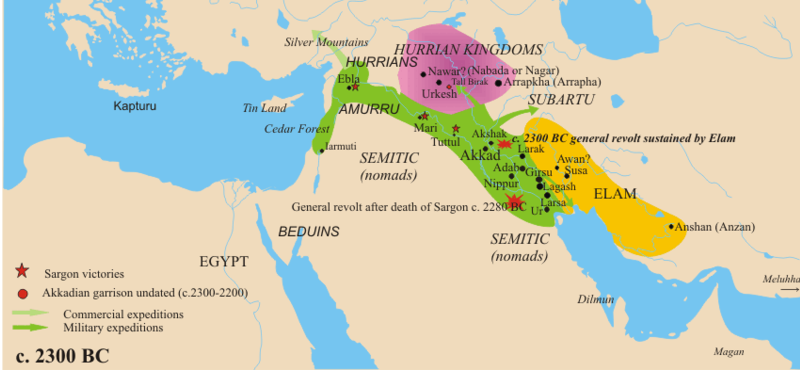 Silver Mountains
HURRIAN KINGDOMS
HURRIANS
Nawar? (Nabada or Nagar)
Ebla
Tall Birak
Arrapkha (Arrapha)
Urkesh
SUBARTU
Kapturu
Tin Land
AMURRU
Cedar Forest
Mari
Tuttul
Akshak
c. 2300 BC general revolt sustained by Elam
Iarmuti
SEMITIC
(nomads)
Akkad
Larak
Awan?
Adab
Girsu
Susa
Nippur
Lagash
ELAM
General revolt after death of Sargon c. 2280 BC
Larsa
Ur
Anshan (Anzan)
BEDUINS
SEMITIC
(nomads)
EGYPT
Sargon victories
Akkadian garrison undated (c.2300-2200)
Commercial expeditions
Military expeditions
Meluhha
Dilmun
Magan
c. 2300 BC